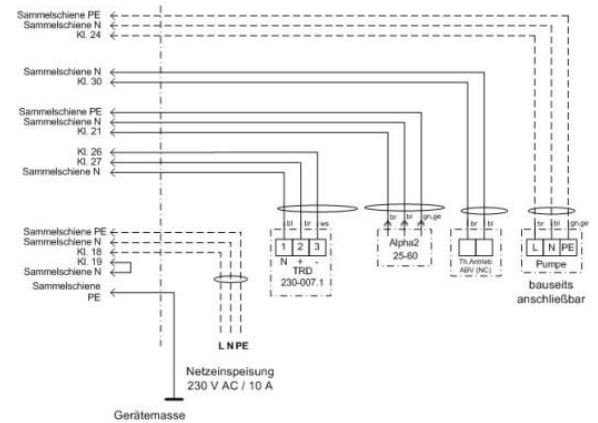 Sammelschiene PE
Sammelschiene N
Kl. 24
Sammelschiene N
Kl. 30
Sammelschiene PE
Sammelschiene N
Kl. 21
Kl. 26
Kl. 27
Sammelschiene N
bl br ws
br bl gn,ge
br bl
br bl gn,ge
Sammelschiene PE
Sammelschiene N
Kl. 18
Kl. 19
Sammelschiene N
Sammelschiene
PE
1 2 3
N + -
TRD
230-007.1
Alpha2
25-60
Th.Antrieb
ABV (NC)
L N PE
Pumpe
bauseits
anschließbar
L N PE
Netzeinspeisung
230 V AC / 10 A
Gerätemasse